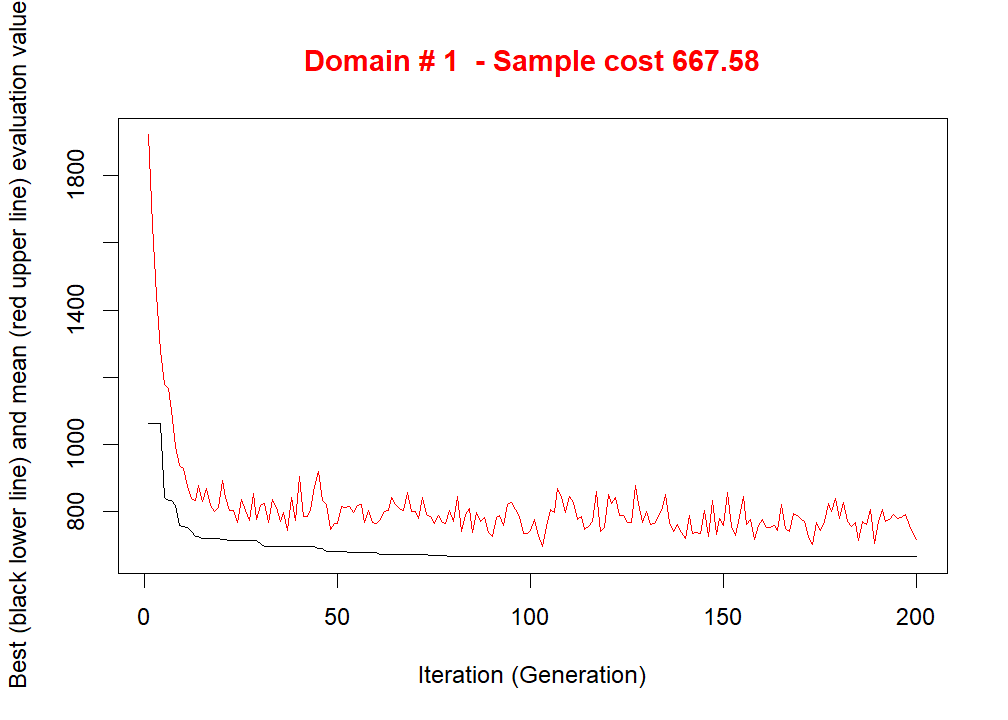 Domain # 1  - Sample cost 667.58
Best (black lower line) and mean (red upper line) evaluation value
1800
1400
1000
800
0 50 100 150 200
Iteration (Generation)